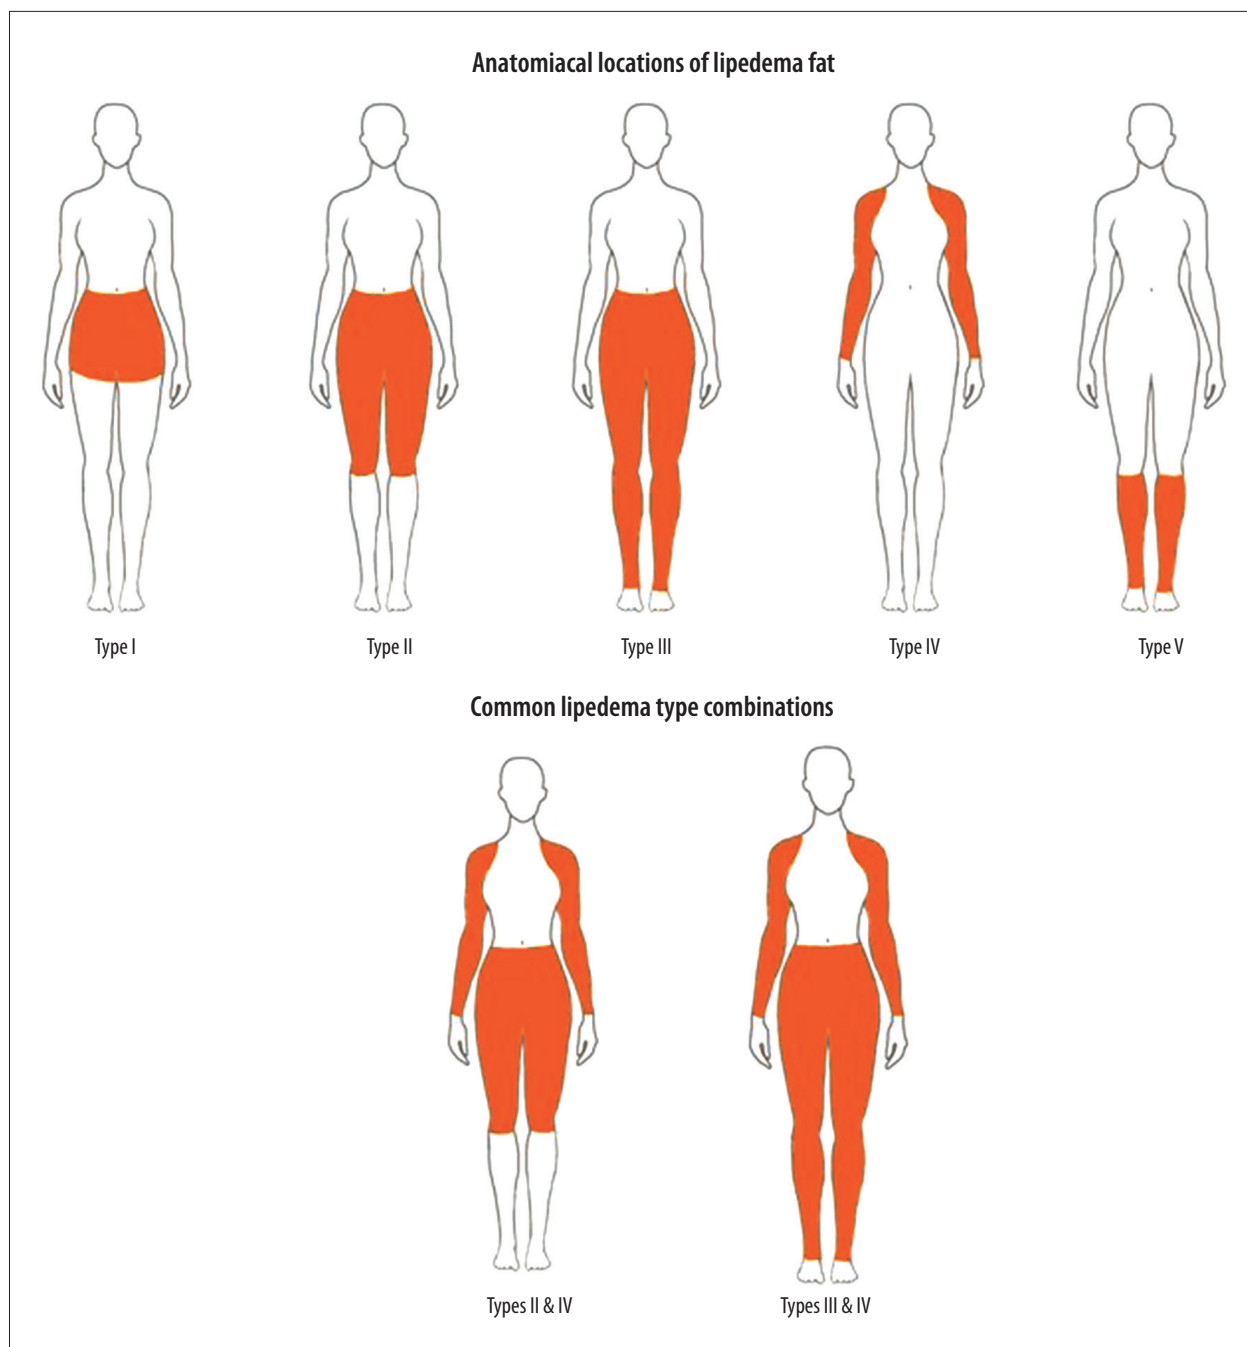 Anatomiacal locations of lipedema fat
Type I
Type II
Type III
Type IV
Type V
Common lipedema type combinations
Types II & IV
Types III & IV